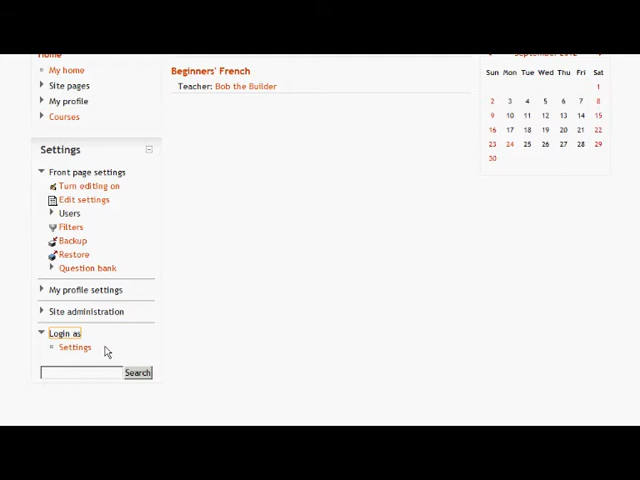 Home
My home
Site pages
My profile
Courses
Settings
Front page settings
Turn editing on
Edit settings
Users
Filters
Backup
Restore
Question bank
My profile settings
Site administration
Login as
Settings
Search
Beginners' French
Teacher: Bob the Builder
September 2012
Sun Mon Tue Wed Thu Fri Sat
1
2 3 4 5 6 7 8
9 10 11 12 13 14 15
16 17 18 19 20 21 22
23 24 25 26 27 28 29
30